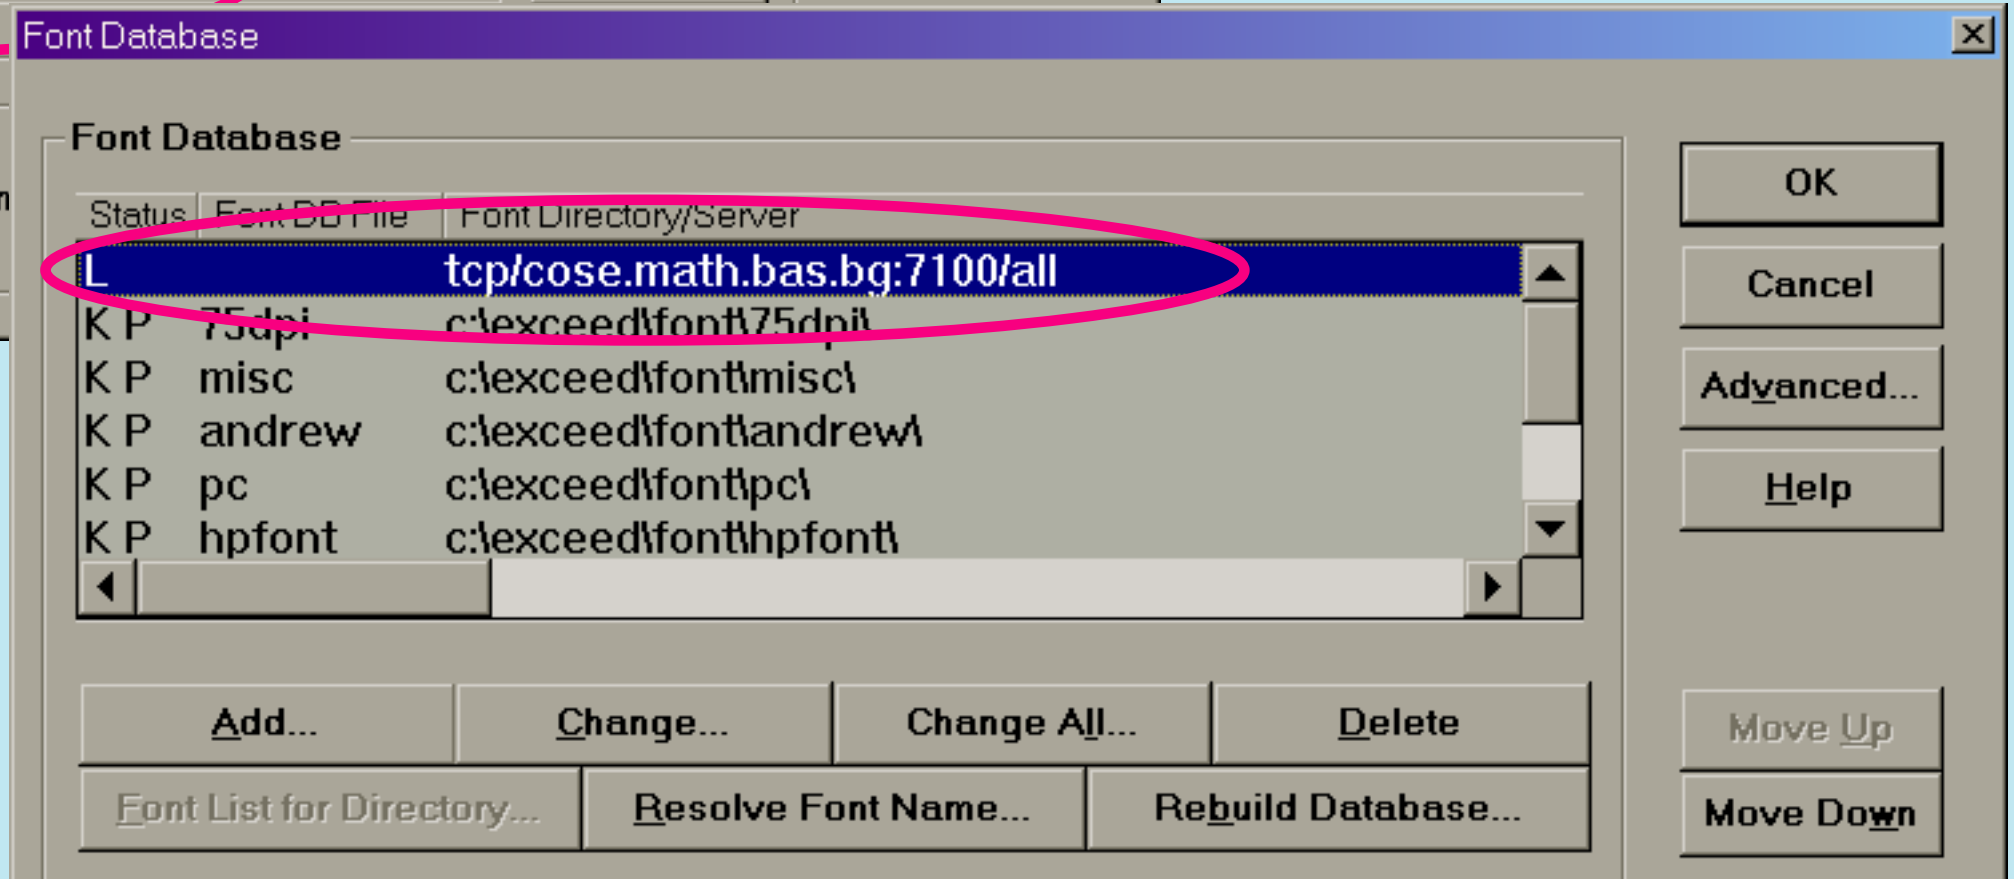 Font Database
Font Database
Status Font DB File Font Directory/Server
L tcp/cose.math.bas.bg:7100/all
K P 75dpi c:\exceed\font\75dpi\
K P misc c:\exceed\font\misc\
K P andrew c:\exceed\font\andrew\
K P pc c:\exceed\font\pc\
K P hpfont c:\exceed\font\hpfont\
OK
Cancel
Advanced...
Help
Add... Change... Change All... Delete
Font List for Directory... Resolve Font Name... Rebuild Database...
Move Up
Move Down